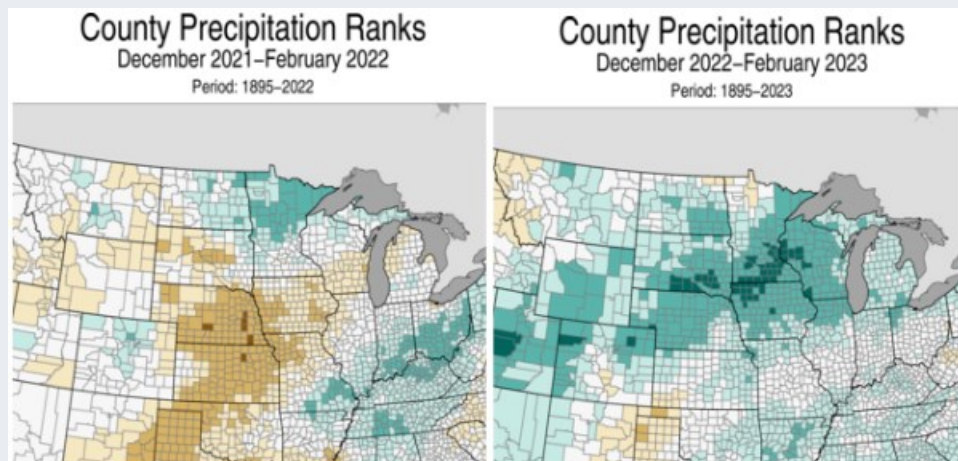 County Precipitation Ranks
December 2021–February 2022
Period: 1895–2022
County Precipitation Ranks
December 2022–February 2023
Period: 1895–2023